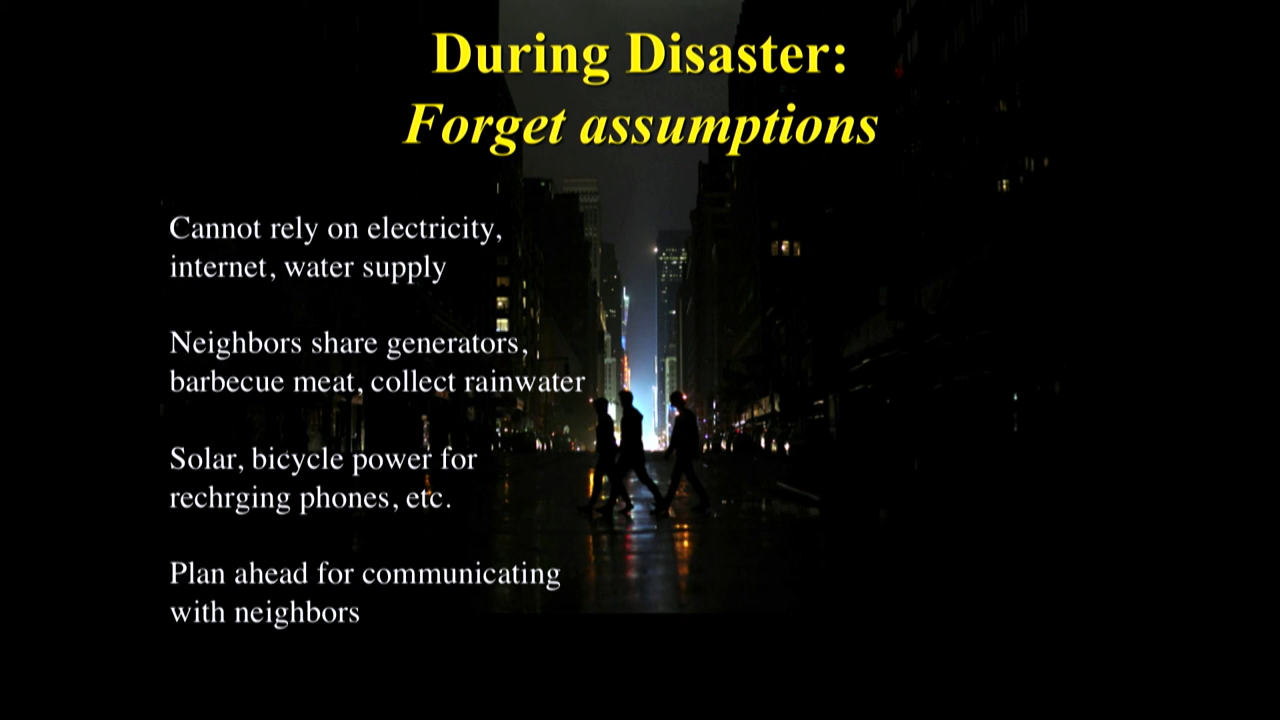 During Disaster:
Forget assumptions
Cannot rely on electricity,
internet, water supply
Neighbors share generators,
barbecue meat, collect rainwater
Solar, bicycle power for
rechrging phones, etc.
Plan ahead for communicating
with neighbors